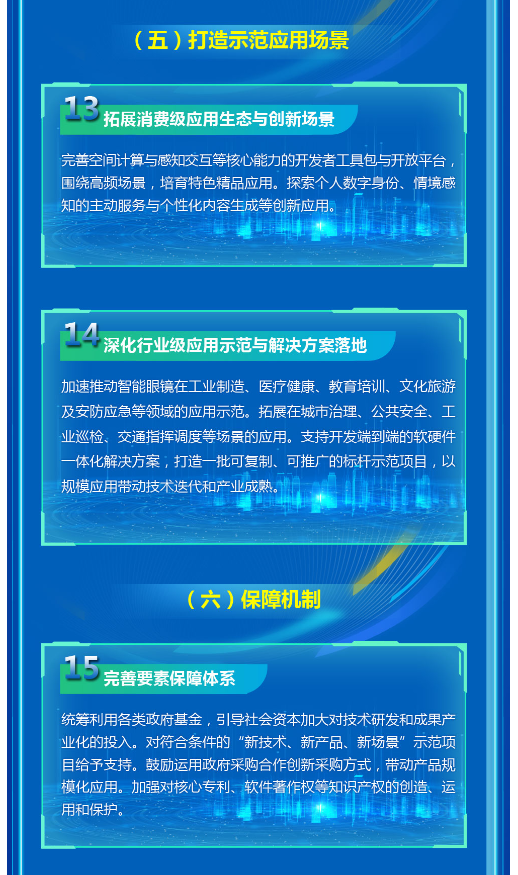 （五）打造示范应用场景
13 拓展消费级应用生态与创新场景
完善空间计算与感知交互等核心能力的开发者工具包与开放平台，
围绕高频场景，培育特色精品应用。探索个人数字身份、情境感
知的主动服务与个性化内容生成等创新应用。
14 深化行业级应用示范与解决方案落地
加速推动智能眼镜在工业制造、医疗健康、教育培训、文化旅游
及安防应急等领域的应用示范。拓展在城市治理、公共安全、工
业巡检、交通指挥调度等场景的应用。支持开发端到端的软硬件
一体化解决方案，打造一批可复制、可推广的标杆示范项目，以
规模应用带动技术迭代和产业成熟。
（六）保障机制
15 完善要素保障体系
统筹利用各类政府基金，引导社会资本加大对技术研发和成果产
业化的投入。对符合条件的“新技术、新产品、新场景”示范项
目给予支持。鼓励运用政府采购合作创新采购方式，带动产品规
模化应用。加强对核心专利、软件著作权等知识产权的创造、运
用和保护。